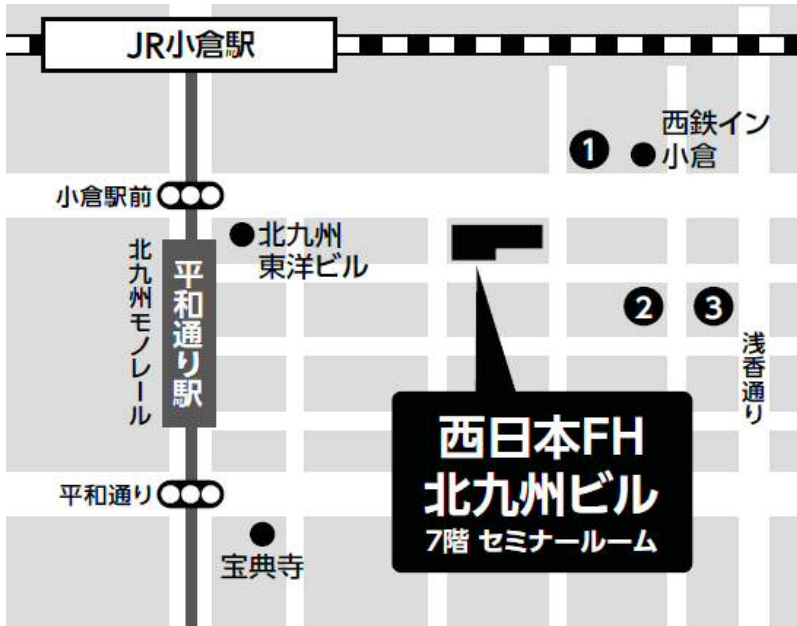 JR小倉駅
西鉄イン
小倉
❶
小倉駅前
北九州
東洋ビル
北九州モノレール
平和通り駅
❷
❸
浅香通り
西日本FH
北九州ビル
7階 セミナールーム
平和通り
宝典寺